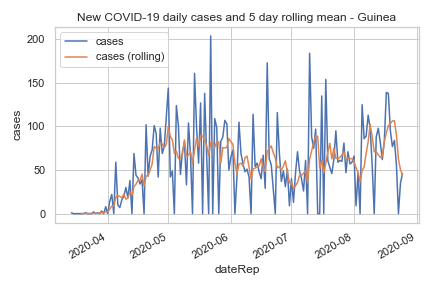 New COVID-19 daily cases and 5 day rolling mean - Guinea
cases
cases (rolling)
200
150
100
50
0
cases
2020-04
2020-05
2020-06
2020-07
2020-08
2020-09
dateRep